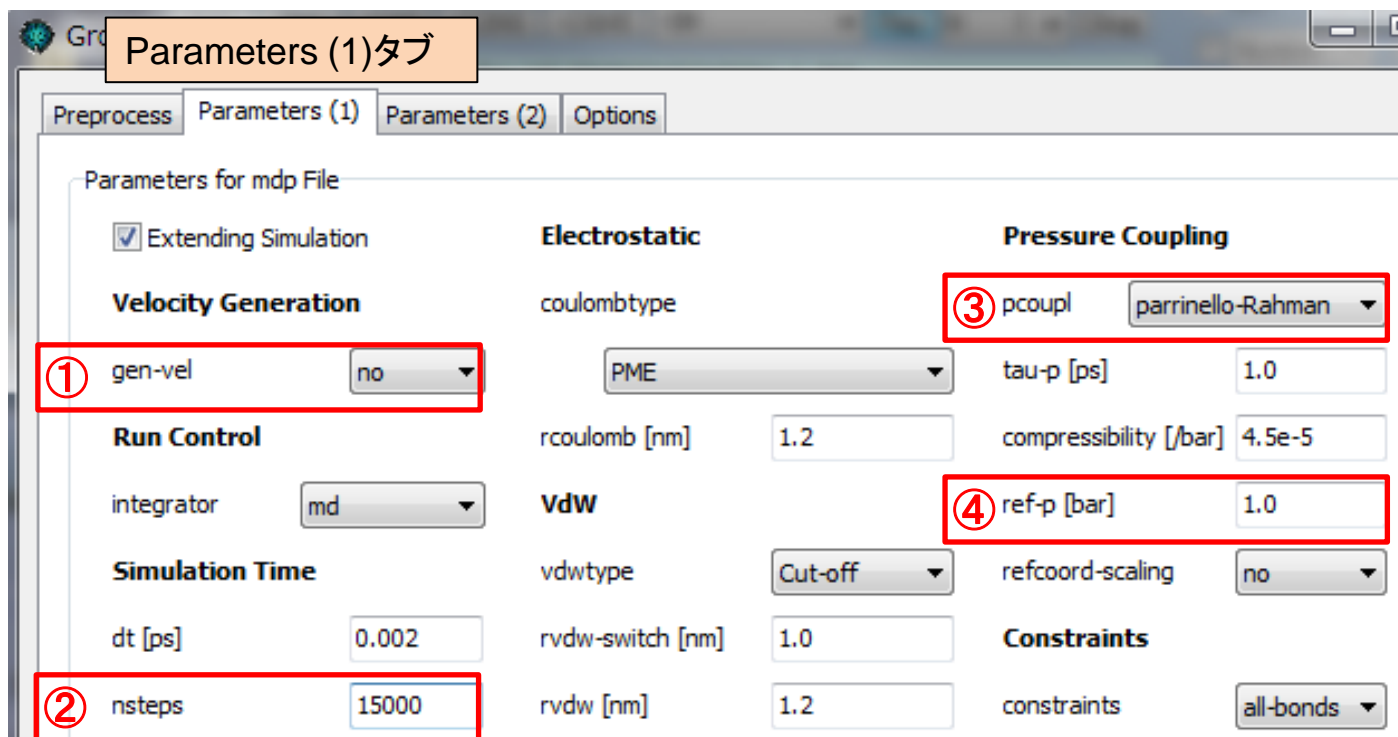 Gro
Parameters (1)タブ
Preprocess Parameters (1) Parameters (2) Options
Parameters for mdp File
Extending Simulation Electrostatic Pressure Coupling
Velocity Generation coulombtype ③ pcoupl parrinello-Rahman
① gen-vel no PME tau-p [ps] 1.0
Run Control rcoulomb [nm] 1.2 compressibility [/bar] 4.5e-5
integrator md VdW ④ ref-p [bar] 1.0
Simulation Time vdwtype Cut-off refcoord-scaling no
dt [ps] 0.002 rvdw-switch [nm] 1.0 Constraints
② nsteps 15000 rvdw [nm] 1.2 constraints all-bonds